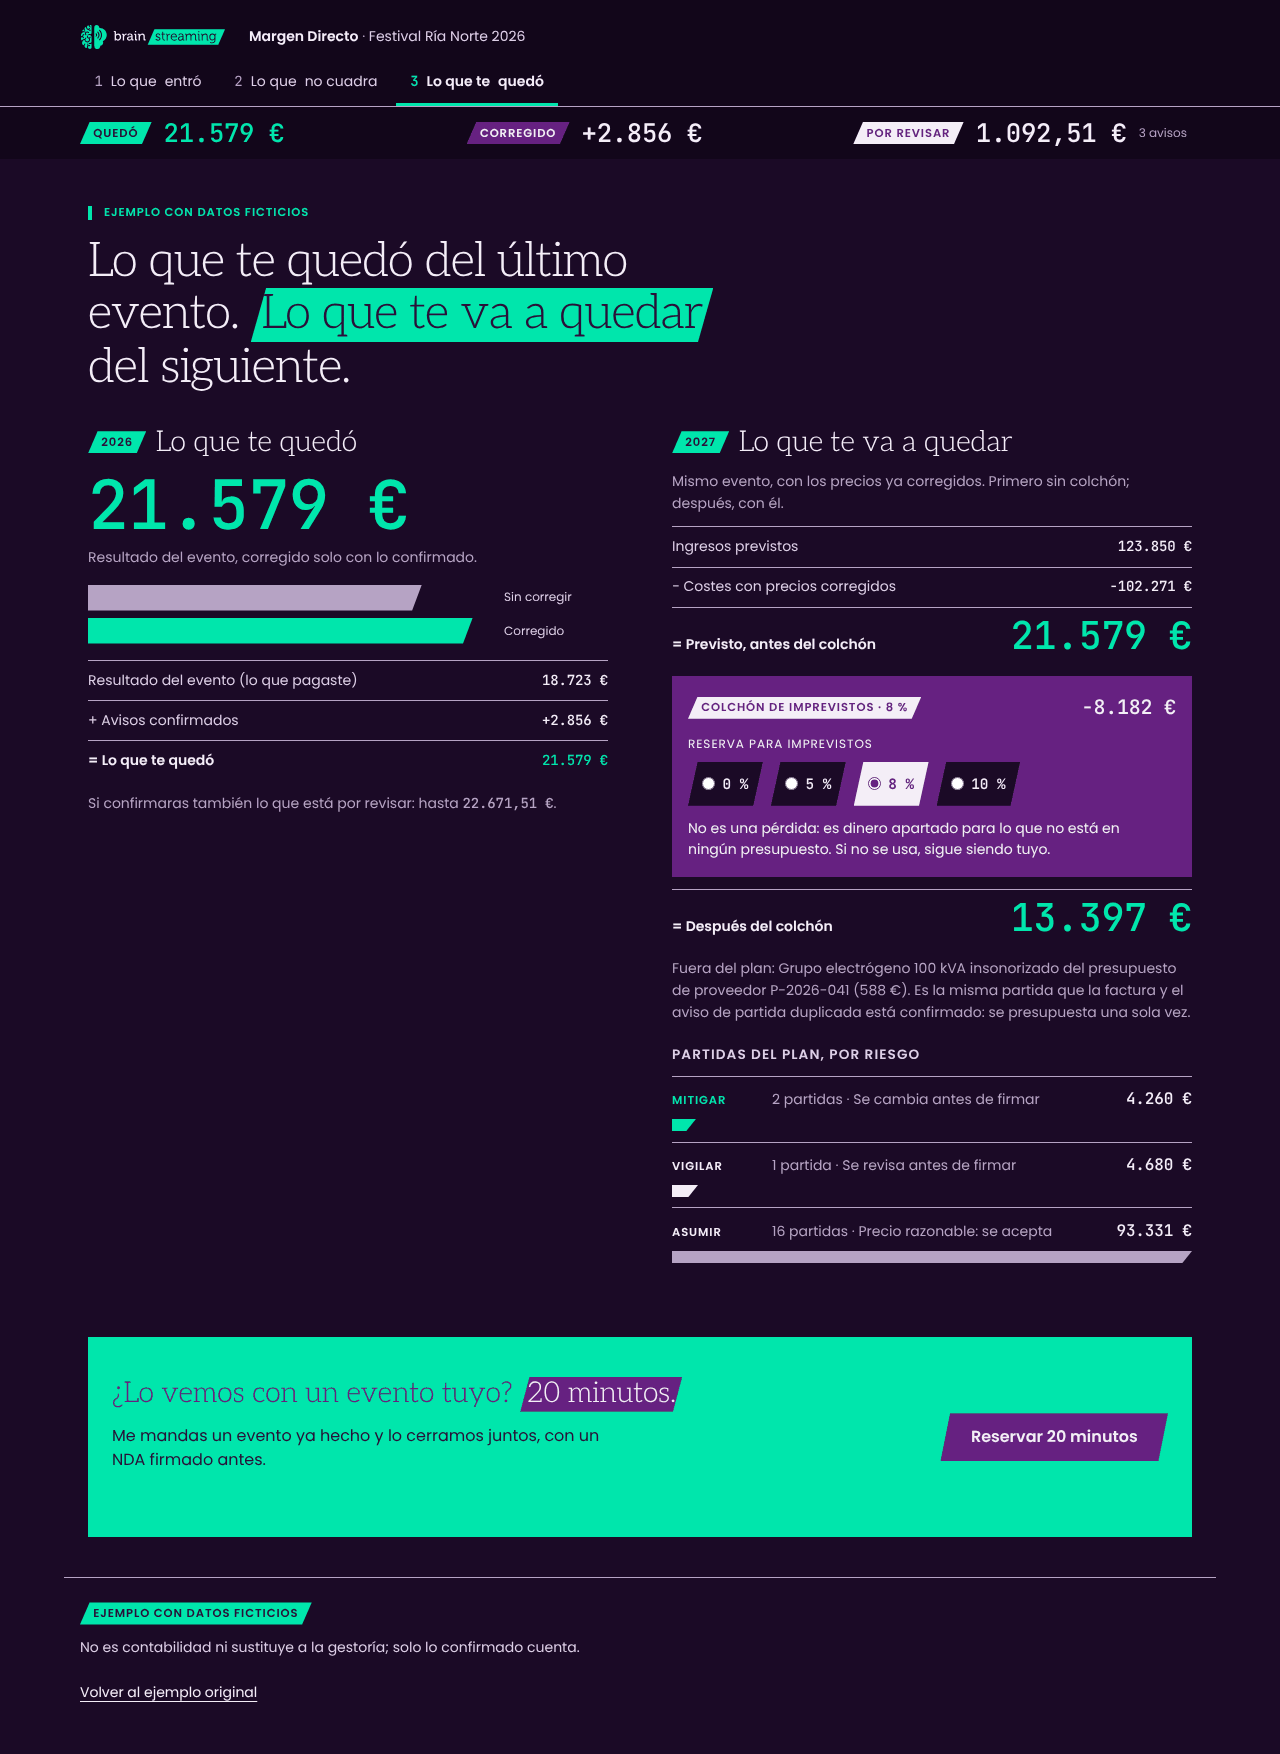 brain streaming
Margen Directo · Festival Ría Norte 2026
1 Lo que entró
2 Lo que no cuadra
3 Lo que te quedó
QUEDÓ 21.579 €
CORREGIDO +2.856 €
POR REVISAR 1.092,51 € 3 avisos
EJEMPLO CON DATOS FICTICIOS
Lo que te quedó del último
evento. Lo que te va a quedar
del siguiente.
2026 Lo que te quedó
21.579 €
Resultado del evento, corregido solo con lo confirmado.
Sin corregir
Corregido
Resultado del evento (lo que pagaste) 18.723 €
+ Avisos confirmados +2.856 €
= Lo que te quedó 21.579 €
Si confirmaras también lo que está por revisar: hasta 22.671,51 €.
2027 Lo que te va a quedar
Mismo evento, con los precios ya corregidos. Primero sin colchón;
después, con él.
Ingresos previstos 123.850 €
- Costes con precios corregidos -102.271 €
= Previsto, antes del colchón 21.579 €
COLCHÓN DE IMPREVISTOS · 8 % -8.182 €
RESERVA PARA IMPREVISTOS
0 % 5 % 8 % 10 %
No es una pérdida: es dinero apartado para lo que no está en
ningún presupuesto. Si no se usa, sigue siendo tuyo.
= Después del colchón 13.397 €
Fuera del plan: Grupo electrógeno 100 kVA insonorizado del presupuesto
de proveedor P-2026-041 (588 €). Es la misma partida que la factura y el
aviso de partida duplicada está confirmado: se presupuesta una sola vez.
PARTIDAS DEL PLAN, POR RIESGO
MITIGAR 2 partidas · Se cambia antes de firmar 4.260 €
VIGILAR 1 partida · Se revisa antes de firmar 4.680 €
ASUMIR 16 partidas · Precio razonable: se acepta 93.331 €
¿Lo vemos con un evento tuyo? 20 minutos.
Me mandas un evento ya hecho y lo cerramos juntos, con un
NDA firmado antes.
Reservar 20 minutos
EJEMPLO CON DATOS FICTICIOS
No es contabilidad ni sustituye a la gestoría; solo lo confirmado cuenta.
Volver al ejemplo original